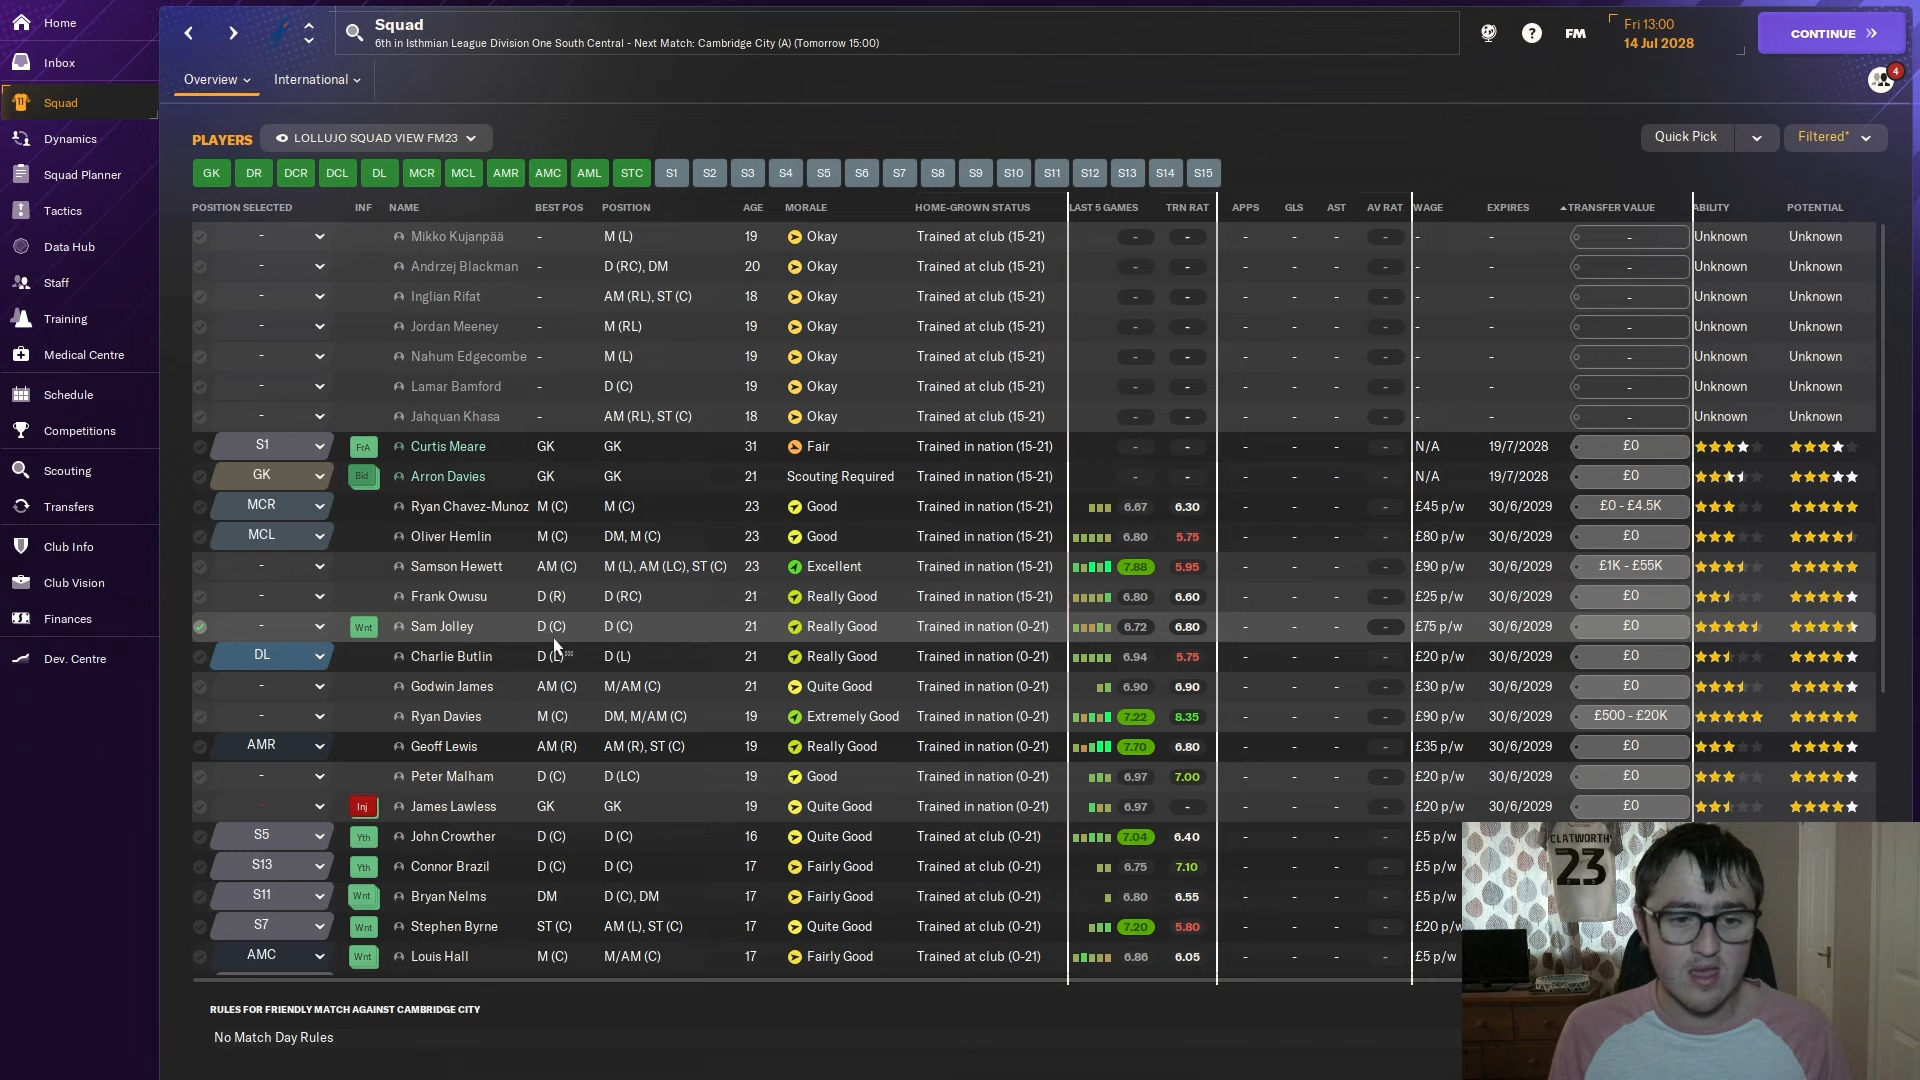 Home
Inbox
Squad
Dynamics
Squad Planner
Tactics
Data Hub
Staff
Training
Medical Centre
Schedule
Competitions
Scouting
Transfers
Club Info
Club Vision
Finances
Dev. Centre
Squad
6th in Isthmian League Division One South Central - Next Match: Cambridge City (A) (Tomorrow 15:00)
? FM
Fri 13:00
14 Jul 2028
CONTINUE
4
Overview International
PLAYERS LOLLUJO SQUAD VIEW FM23 Quick Pick Filtered*
GK DR DCR DCL DL MCR MCL AMR AMC AML STC S1 S2 S3 S4 S5 S6 S7 S8 S9 S10 S11 S12 S13 S14 S15
POSITION SELECTED INF NAME BEST POS POSITION AGE MORALE HOME-GROWN STATUS LAST 5 GAMES TRN RAT APPS GLS AST AV RAT WAGE EXPIRES TRANSFER VALUE ABILITY POTENTIAL
- Mikko Kujanpää - M (L) 19 Okay Trained at club (15-21) - - - - - - - - - Unknown Unknown
- Andrzej Blackman - D (RC), DM 20 Okay Trained at club (15-21) - - - - - - - - - Unknown Unknown
- Inglian Rifat - AM (RL), ST (C) 18 Okay Trained at club (15-21) - - - - - - - - - Unknown Unknown
- Jordan Meeney - M (RL) 19 Okay Trained at club (15-21) - - - - - - - - - Unknown Unknown
- Nahum Edgecombe - M (L) 19 Okay Trained at club (15-21) - - - - - - - - - Unknown Unknown
- Lamar Bamford - D (C) 19 Okay Trained at club (15-21) - - - - - - - - - Unknown Unknown
- Jahquan Khasa - AM (RL), ST (C) 18 Okay Trained at club (15-21) - - - - - - - - - Unknown Unknown
S1 FrA Curtis Meare GK GK 31 Fair Trained in nation (15-21) - - - - - - N/A 19/7/2028 £0
GK Bid Arron Davies GK GK 21 Scouting Required Trained in nation (15-21) - - - - - - N/A 19/7/2028 £0
MCR Ryan Chavez-Munoz M (C) M (C) 23 Good Trained in nation (15-21) 6.67 6.30 - - - - £45 p/w 30/6/2029 £0 - £4.5K
MCL Oliver Hemlin M (C) DM, M (C) 23 Good Trained in nation (15-21) 6.80 5.75 - - - - £80 p/w 30/6/2029 £0
- Samson Hewett AM (C) M (L), AM (LC), ST (C) 23 Excellent Trained in nation (15-21) 7.88 5.95 - - - - £90 p/w 30/6/2029 £1K - £55K
- Frank Owusu D (R) D (RC) 21 Really Good Trained in nation (15-21) 6.80 6.60 - - - - £25 p/w 30/6/2029 £0
- Wnt Sam Jolley D (C) D (C) 21 Really Good Trained in nation (0-21) 6.72 6.80 - - - - £75 p/w 30/6/2029 £0
DL Charlie Butlin D (L) D (L) 21 Really Good Trained in nation (0-21) 6.94 5.75 - - - - £20 p/w 30/6/2029 £0
- Godwin James AM (C) M/AM (C) 21 Quite Good Trained in nation (0-21) 6.90 6.90 - - - - £30 p/w 30/6/2029 £0
- Ryan Davies M (C) DM, M/AM (C) 19 Extremely Good Trained in nation (0-21) 7.22 8.35 - - - - £90 p/w 30/6/2029 £500 - £20K
AMR Geoff Lewis AM (R) AM (R), ST (C) 19 Really Good Trained in nation (0-21) 7.70 6.80 - - - - £35 p/w 30/6/2029 £0
- Peter Malham D (C) D (LC) 19 Good Trained in nation (0-21) 6.97 7.00 - - - - £20 p/w 30/6/2029 £0
- Inj James Lawless GK GK 19 Quite Good Trained in nation (0-21) 6.97 - - - - - £20 p/w 30/6/2029 £0
S5 Yth John Crowther D (C) D (C) 16 Quite Good Trained at club (0-21) 7.04 6.40 - - - - £5 p/w
S13 Yth Connor Brazil D (C) D (C) 17 Fairly Good Trained at club (0-21) 6.75 7.10 - - - - £5 p/w
S11 Wnt Bryan Nelms DM D (C), DM 17 Fairly Good Trained at club (0-21) 6.80 6.55 - - - - £5 p/w
S7 Wnt Stephen Byrne ST (C) AM (L), ST (C) 17 Quite Good Trained at club (0-21) 7.20 5.80 - - - - £20 p/w
AMC Wnt Louis Hall M (C) M/AM (C) 17 Fairly Good Trained at club (0-21) 6.86 6.05 - - - - £5 p/w
CLATWORTHY
23
RULES FOR FRIENDLY MATCH AGAINST CAMBRIDGE CITY
No Match Day Rules